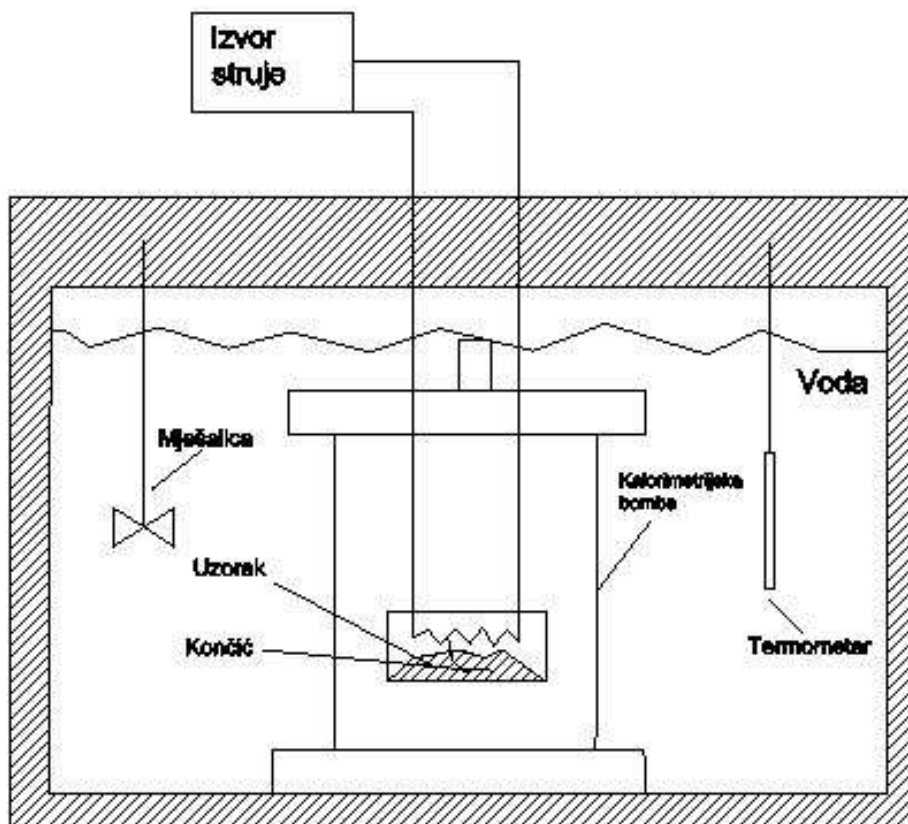 Izvor
struje
Voda
Mješalica
Kalorimetrijska
bomba
Uzorak
Končić
Termometar